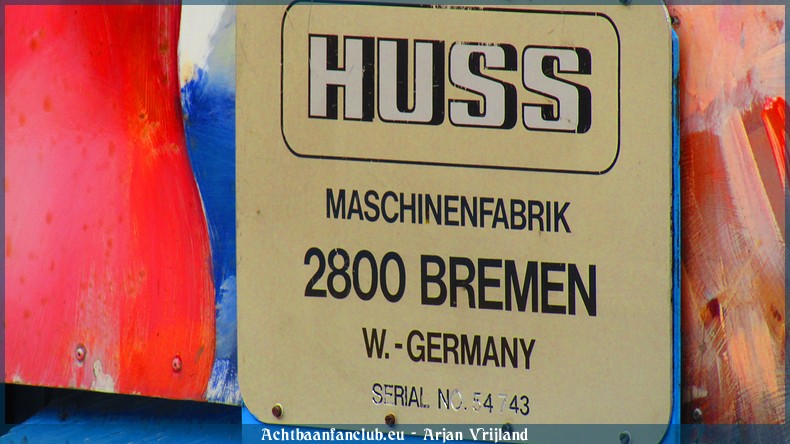 HUSS
MASCHINENFABRIK
2800 BREMEN
W.-GERMANY
SERIAL NO. 54743
Achtbaanfanclub.eu - Arjan Vrijland